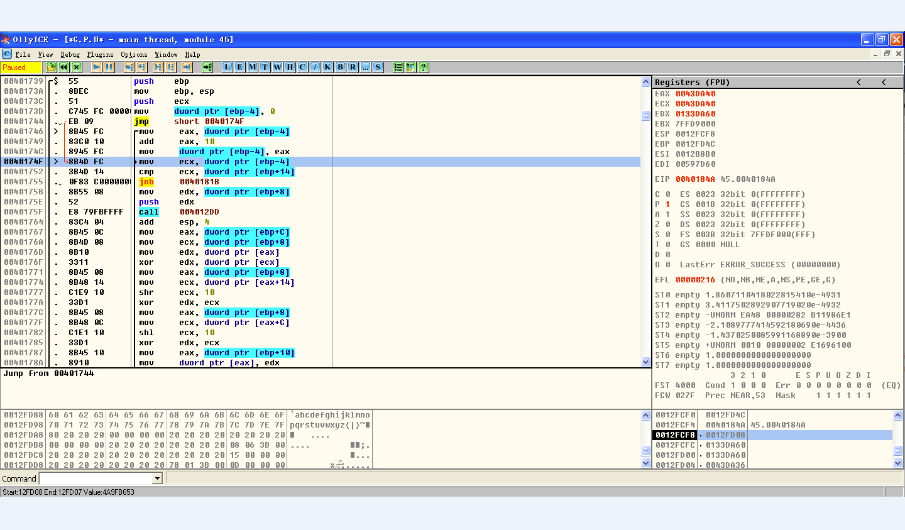 OllyICE - [*G.P.U* - main thread, module 45]
File View Debug Plugins Options Window Help
Paused L E M T W H C / K B R ... S ?
00401739 $ 55 push ebp
0040173A . 8BEC mov ebp, esp
0040173C . 51 push ecx
0040173D . C745 FC 0000 mov dword ptr [ebp-4], 0
00401744 . EB 09 jmp short 0040174F
00401746 > 8B45 FC mov eax, dword ptr [ebp-4]
00401749 . 83C0 10 add eax, 10
0040174C . 8945 FC mov dword ptr [ebp-4], eax
0040174F > 8B4D FC mov ecx, dword ptr [ebp-4]
00401752 . 3B4D 14 cmp ecx, dword ptr [ebp+14]
00401755 . 0F83 C0000000 jnb 0040181B
0040175B . 8B55 08 mov edx, dword ptr [ebp+8]
0040175E . 52 push edx
0040175F . E8 79FBFFFF call 004012DD
00401764 . 83C4 04 add esp, 4
00401767 . 8B45 0C mov eax, dword ptr [ebp+C]
0040176A . 8B4D 08 mov ecx, dword ptr [ebp+8]
0040176D . 8B10 mov edx, dword ptr [eax]
0040176F . 3311 xor edx, dword ptr [ecx]
00401771 . 8B45 08 mov eax, dword ptr [ebp+8]
00401774 . 8B48 14 mov ecx, dword ptr [eax+14]
00401777 . C1E9 10 shr ecx, 10
0040177A . 33D1 xor edx, ecx
0040177C . 8B45 08 mov eax, dword ptr [ebp+8]
0040177F . 8B48 0C mov ecx, dword ptr [eax+C]
00401782 . C1E1 10 shl ecx, 10
00401785 . 33D1 xor edx, ecx
00401787 . 8B45 10 mov eax, dword ptr [ebp+10]
0040178A . 8910 mov dword ptr [eax], edx
Jump from 00401744
Registers (FPU) < <
EAX 0043DA40
ECX 0043DA40
EDX 0133DA60
EBX 7FFD9000
ESP 0012FCF8
EBP 0012FD4C
EDI 00597D60
EIP 0040184A 45.0040184A
C 0 ES 0023 32bit 0(FFFFFFFF)
P 1 CS 001B 32bit 0(FFFFFFFF)
A 1 SS 0023 32bit 0(FFFFFFFF)
Z 0 DS 0023 32bit 0(FFFFFFFF)
S 0 FS 003B 32bit 7FFDF000(FFF)
T 0 GS 0000 NULL
D 0
O 0 LastErr ERROR_SUCCESS (00000000)
EFL 00000216 (NO,NB,NE,A,NS,PE,GE,G)
ST0 empty 1.8607110418022815410e-4931
ST1 empty 3.4117502892907719020e-4932
ST2 empty -UNORM EA48 00000282 B11986E1
ST3 empty -2.1089777414592180690e-4436
ST4 empty -1.4370250085991168890e-3900
ST5 empty +UNORM 0010 00000002 E1696100
ST6 empty 1.0000000000000000000
ST7 empty 1.0000000000000000000
3 2 1 0 E S P U O Z D I
FST 4000 Cond 1 0 0 0 Err 0 0 0 0 0 0 0 0 (EQ)
FCW 027F Prec NEAR,53 Mask 1 1 1 1 1 1
0012FD88 60 61 62 63 64 65 66 67 68 69 6A 6B 6C 6D 6E 6F `abcdefghijklmno
0012FD98 70 71 72 73 74 75 76 77 78 79 7A 7B 7C 7D 7E 7F pqrstuvwxyz{|}~
0012FDA8 80 20 20 20 00 00 00 00 20 20 20 20 20 20 20 20
0012FDB8 00 00 00 00 20 20 20 20 20 20 20 20 08 06 3B 00
0012FDC8 20 20 20 20 20 20 20 20 20 20 20 20 15 00 00 00
0012FDD8 20 20 20 20 20 20 20 20 78 01 3B 00 0D 00 00 00
0012FCF0 0012FD4C
0012FCF4 0040184A 45.0040184A
0012FCF8 0012FD08
0012FCFC 0133DA60
0012FD00 0133DA60
0012FD04 0043DA36
Command
Start:12FD08 End:12FD07 Value:4A9FD653